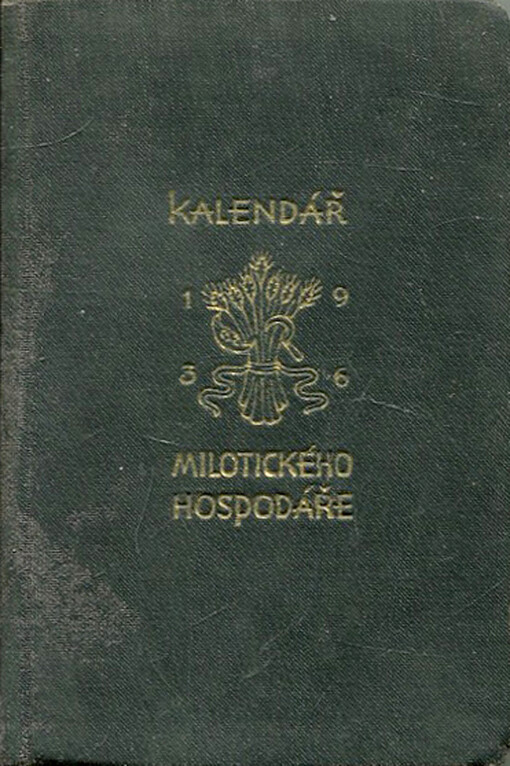 KALENDÁŘ
1 9
3 6
MILOTICKÉHO
HOSPODÁŘE